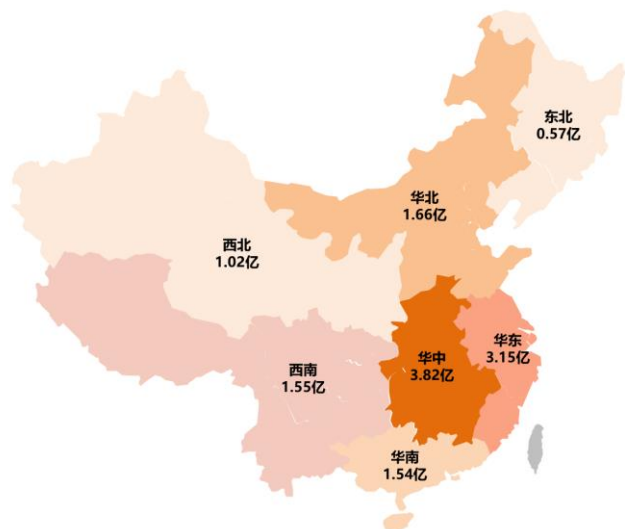 东北
0.57亿
华北
1.66亿
西北
1.02亿
华东
3.15亿
华中
3.82亿
西南
1.55亿
华南
1.54亿